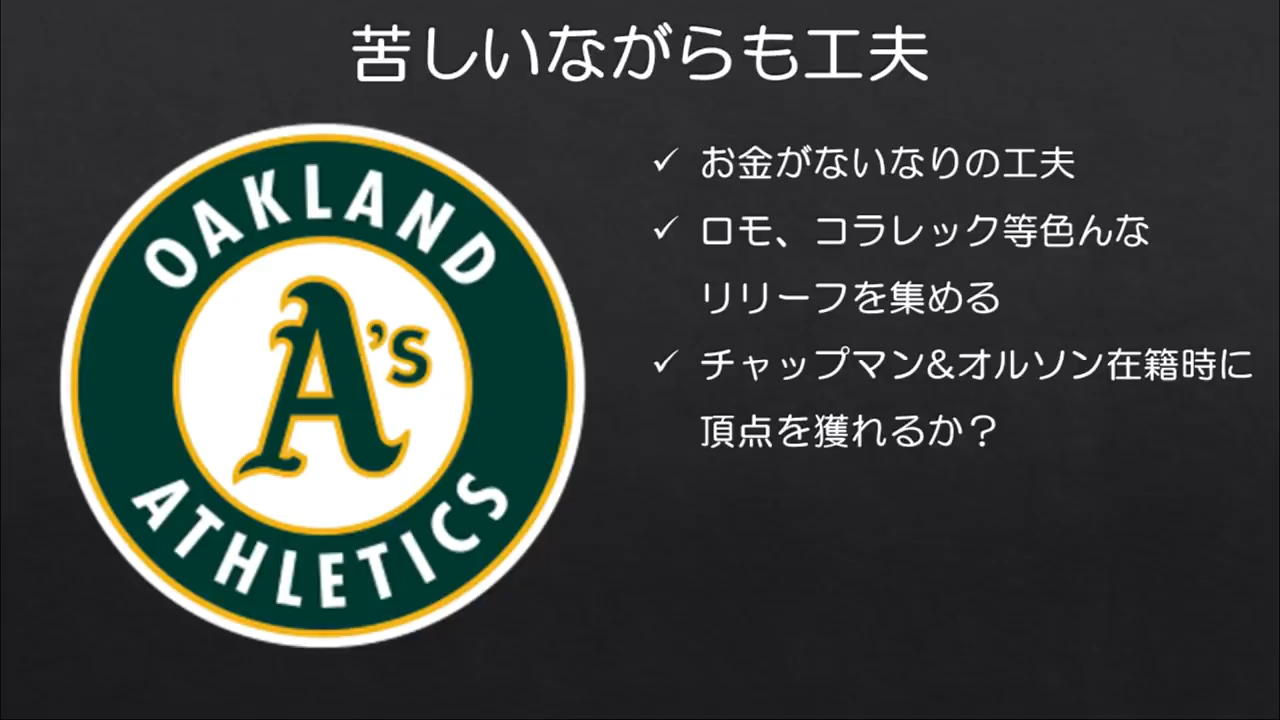 苦しいながらも工夫
OAKLAND
A's
ATHLETICS
✓ お金がないなりの工夫
✓ ロモ、コラレック等色んな
リリーフを集める
✓ チャップマン&オルソン在籍時に
頂点を獲れるか？